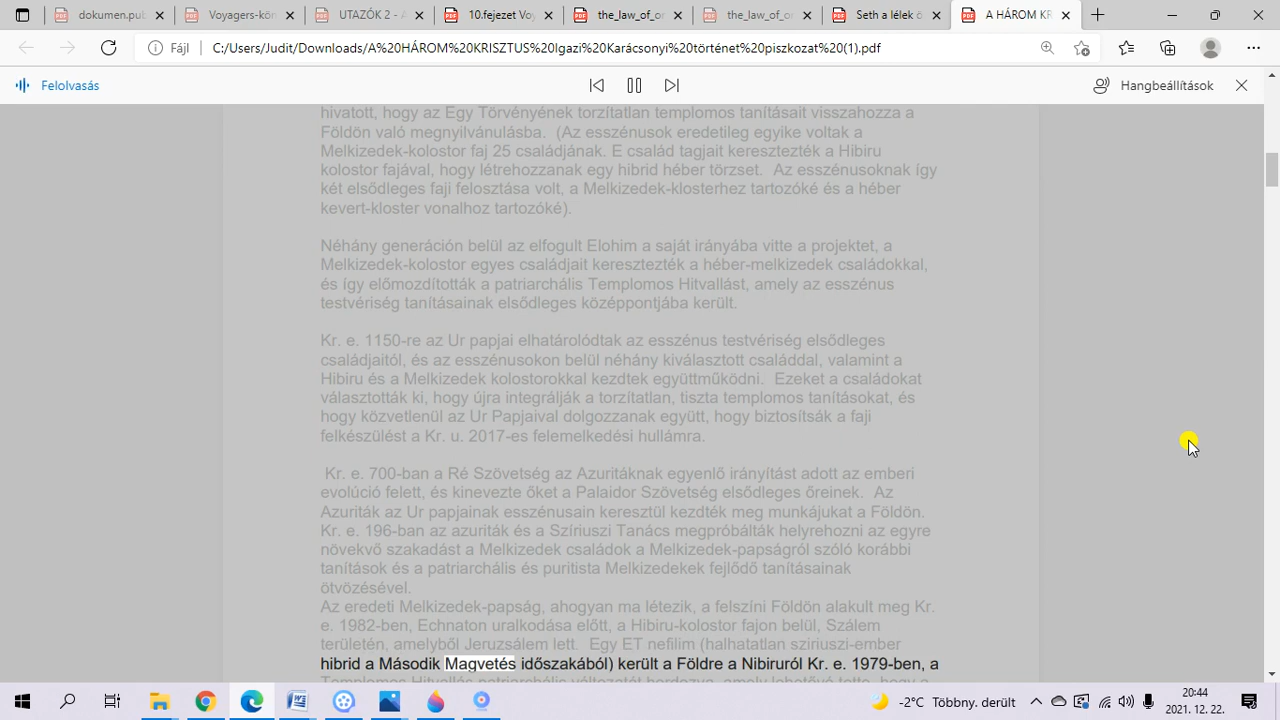 dokumen.pub
Voyagers-kön
UTAZÓK 2 - A
10.fejezet Voy
the_law_of_or
the_law_of_or
Seth a lélek ö
A HÁROM KR
Fájl
C:/Users/Judit/Downloads/A%20HÁROM%20KRISZTUS%20Igazi%20Karácsonyi%20történet%20piszkozat%20(1).pdf
Felolvasás
Hangbeállítások
hívatott, hogy az Egy Törvényének torzítatlan templomos tanításait visszahozza a
Földön való megnyilvánulásba.  (Az esszénusok eredetileg egyike voltak a
Melkizedek-kolostor faj 25 családjának. E család tagjait keresztezték a Hibiru
kolostor fajával, hogy létrehozzanak egy hibrid héber törzset.  Az esszénusoknak így
két elsődleges faji felosztása volt, a Melkizedek-klosterhez tartozóké és a héber
kevert-kloster vonalhoz tartozóké).
Néhány generáción belül az elfogult Elohim a saját irányába vitte a projektet, a
Melkizedek-kolostor egyes családjait keresztezték a héber-melkizedek családokkal,
és így előmozdították a patriarchális Templomos Hitvallást, amely az esszénus
testvériség tanításainak elsődleges középpontjába került.
Kr. e. 1150-re az Ur papjai elhatárolódtak az esszénus testvériség elsődleges
családjaitól, és az esszénusokon belül néhány kiválasztott családdal, valamint a
Hibiru és a Melkizedek kolostorokkal kezdtek együttműködni.  Ezeket a családokat
választották ki, hogy újra integrálják a torzítatlan, tiszta templomos tanításokat, és
hogy közvetlenül az Ur Papjaival dolgozzanak együtt, hogy biztosítsák a faji
felkészülést a Kr. u. 2017-es felemelkedési hullámra.
Kr. e. 700-ban a Ré Szövetség az Azuritáknak egyenlő irányítást adott az emberi
evolúció felett, és kinevezte őket a Palaidor Szövetség elsődleges őreinek.  Az
Azuriták az Ur papjainak esszénusain keresztül kezdték meg munkájukat a Földön.
Kr. e. 196-ban az azuriták és a Szíriuszi Tanács megpróbálták helyrehozni az egyre
növekvő szakadást a Melkizedek családok a Melkizedek-papságról szóló korábbi
tanítások és a patriarchális és puritista Melkizedekek fejlődő tanításainak
ötvözésével.
Az eredeti Melkizedek-papság, ahogyan ma létezik, a felszíni Földön alakult meg Kr.
e. 1982-ben, Echnaton uralkodása előtt, a Hibiru-kolostor fajon belül, Szálem
területén, amelyből Jeruzsálem lett.  Egy ET nefilim (halhatatlan sziriuszi-ember
hibrid a Második Magvetés időszakából) került a Földre a Nibiruról Kr. e. 1979-ben, a
Templomos Hitvallás patriarchális változatát hordozva, amely lehetővé tette, hogy a
-2°C Többny. derült
20:44
2021. 12. 22.